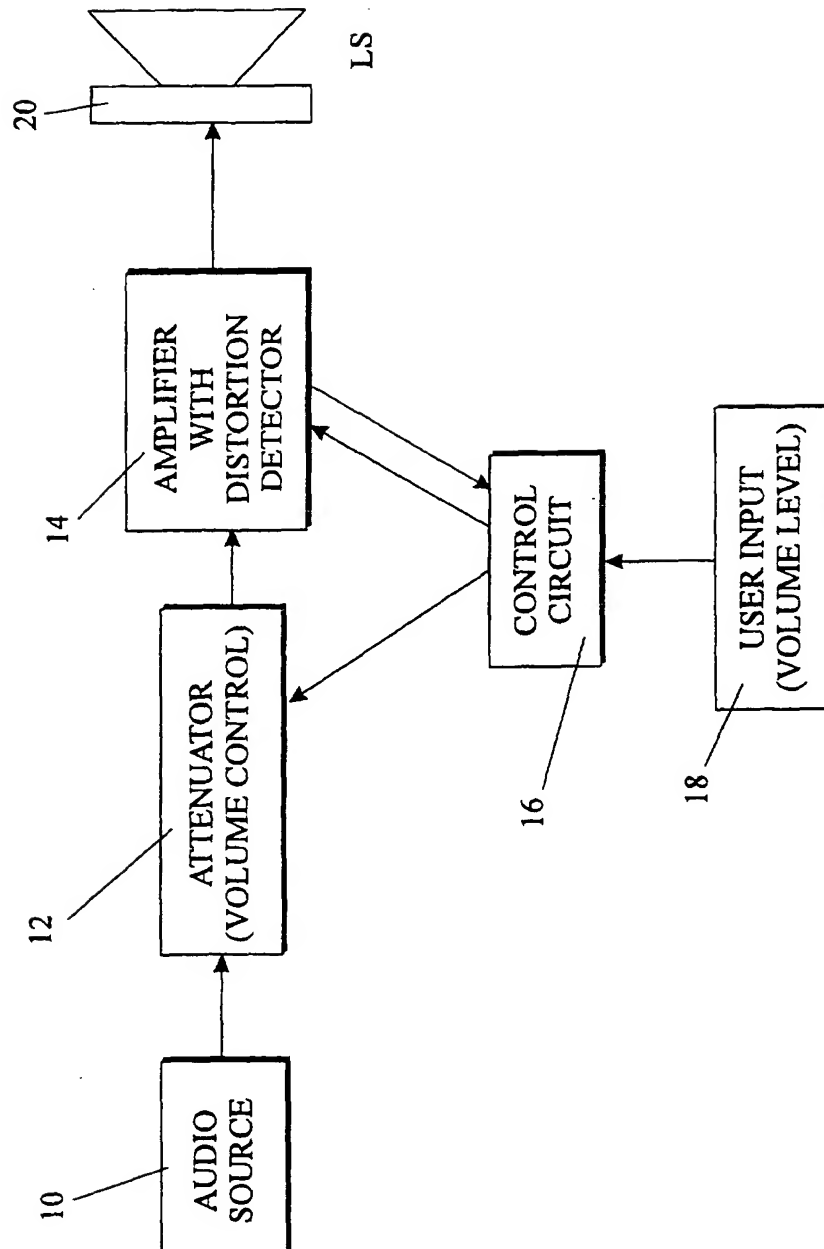 10
AUDIO
SOURCE
12
ATTENUATOR
(VOLUME CONTROL)
14
AMPLIFIER
WITH
DISTORTION
DETECTOR
20
LS
16
CONTROL
CIRCUIT
18
USER INPUT
(VOLUME LEVEL)